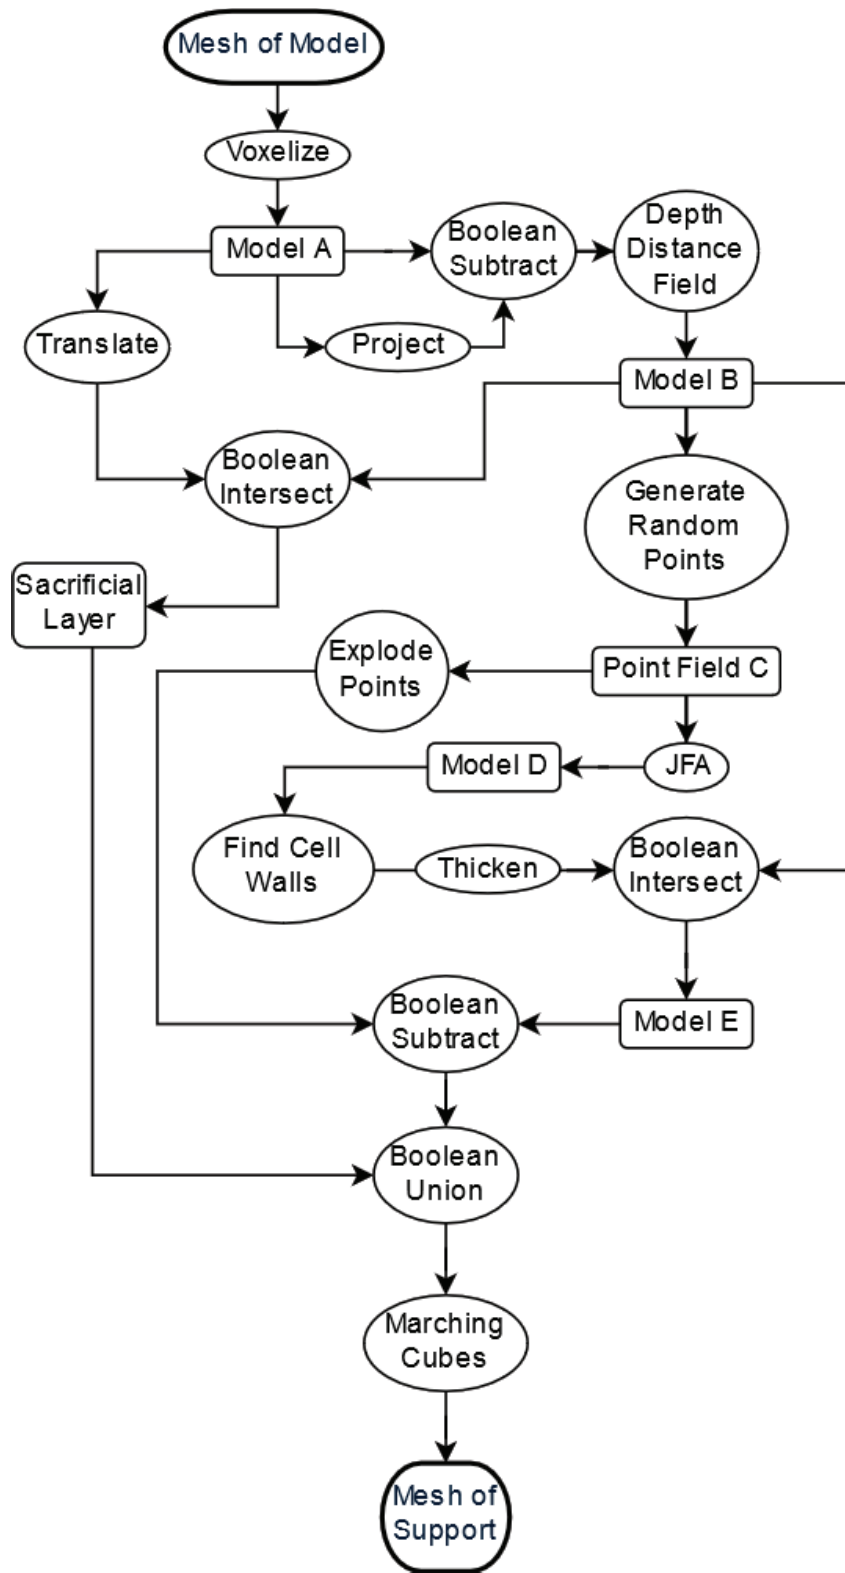 Mesh of Model
Voxelize
Model A
Boolean
Subtract
Depth
Distance
Field
Translate
Project
Model B
Boolean
Intersect
Generate
Random
Points
Sacrificial
Layer
Explode
Points
Point Field C
Model D
JFA
Find Cell
Walls
Thicken
Boolean
Intersect
Boolean
Subtract
Model E
Boolean
Union
Marching
Cubes
Mesh of
Support